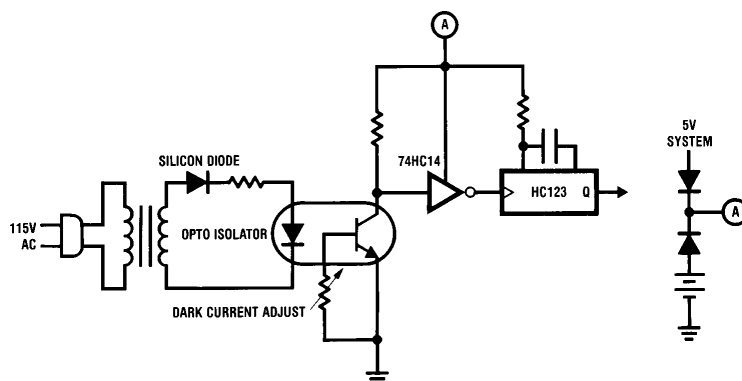 A
74HC14
5V
SYSTEM
SILICON DIODE
HC123 Q
A
115V
AC
OPTO ISOLATOR
DARK CURRENT ADJUST